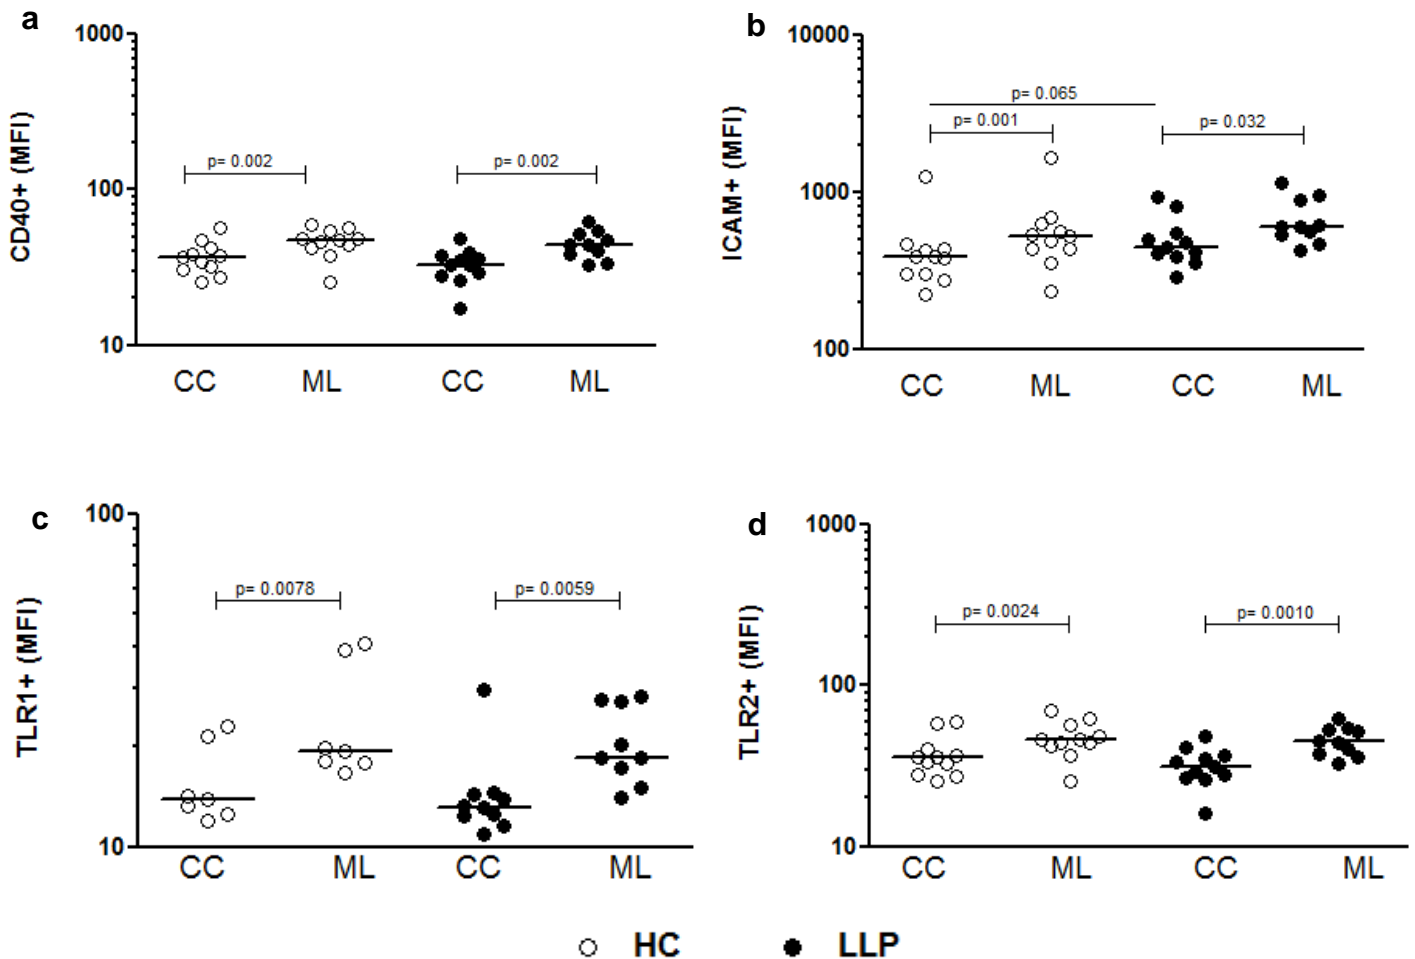 a
CD40+ (MFI)
1000
100
10
p= 0.002
p= 0.002
CC ML CC ML
b
ICAM+ (MFI)
10000
1000
100
p= 0.065
p= 0.001
p= 0.032
CC ML CC ML
c
TLR1+ (MFI)
100
10
p= 0.0078
p= 0.0059
CC ML CC ML
d
TLR2+ (MFI)
1000
100
10
p= 0.0024
p= 0.0010
CC ML CC ML
HC LLP